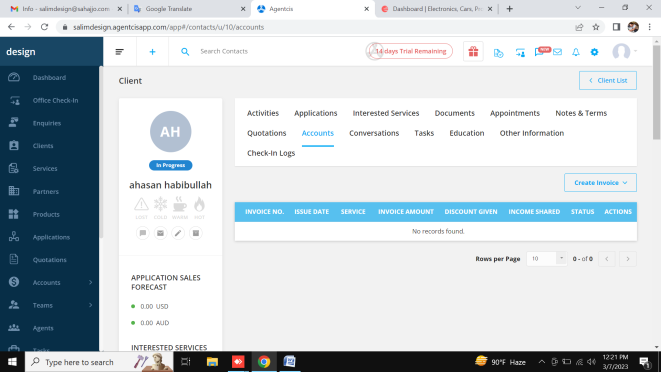 Info - salimdesign@sahajjo.com
Google Translate
Agentcis
Dashboard | Electronics, Cars, Po
salimdesign.agentcisapp.com/app#/contacts/u/10/accounts
design
Search Contacts
14 days Trial Remaining
NEW
Dashboard
Office Check-In
Enquiries
Clients
Services
Partners
Products
Applications
Quotations
Accounts
Teams
Agents
Tasks
Client
Client List
AH
In Progress
ahasan habibullah
LOST COLD WARM HOT
APPLICATION SALES
FORECAST
0.00 USD
0.00 AUD
INTERESTED SERVICES
Activities Applications Interested Services Documents Appointments Notes & Terms
Quotations Accounts Conversations Tasks Education Other Information
Check-In Logs
Create Invoice
INVOICE NO. ISSUE DATE SERVICE INVOICE AMOUNT DISCOUNT GIVEN INCOME SHARED STATUS ACTIONS
No records found.
Rows per Page 10 0 - of 0
Type here to search
90°F Haze
12:21 PM
3/7/2023
1